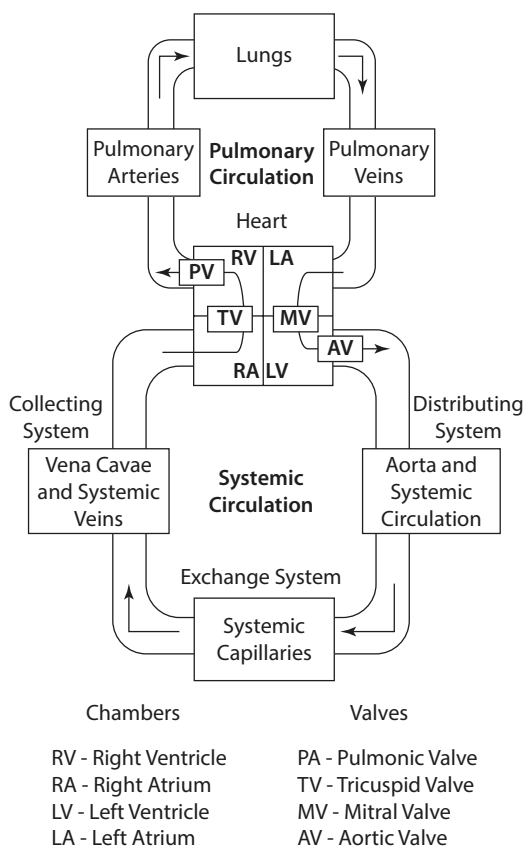 Lungs
Pulmonary
Arteries
Pulmonary
Circulation
Pulmonary
Veins
Heart
RV
LA
PV
TV
MV
AV
RA
LV
Collecting
System
Distributing
System
Vena Cavae
and Systemic
Veins
Systemic
Circulation
Aorta and
Systemic
Circulation
Exchange System
Systemic
Capillaries
Chambers
Valves
RV - Right Ventricle
PA - Pulmonic Valve
RA - Right Atrium
TV - Tricuspid Valve
LV - Left Ventricle
MV - Mitral Valve
LA - Left Atrium
AV - Aortic Valve